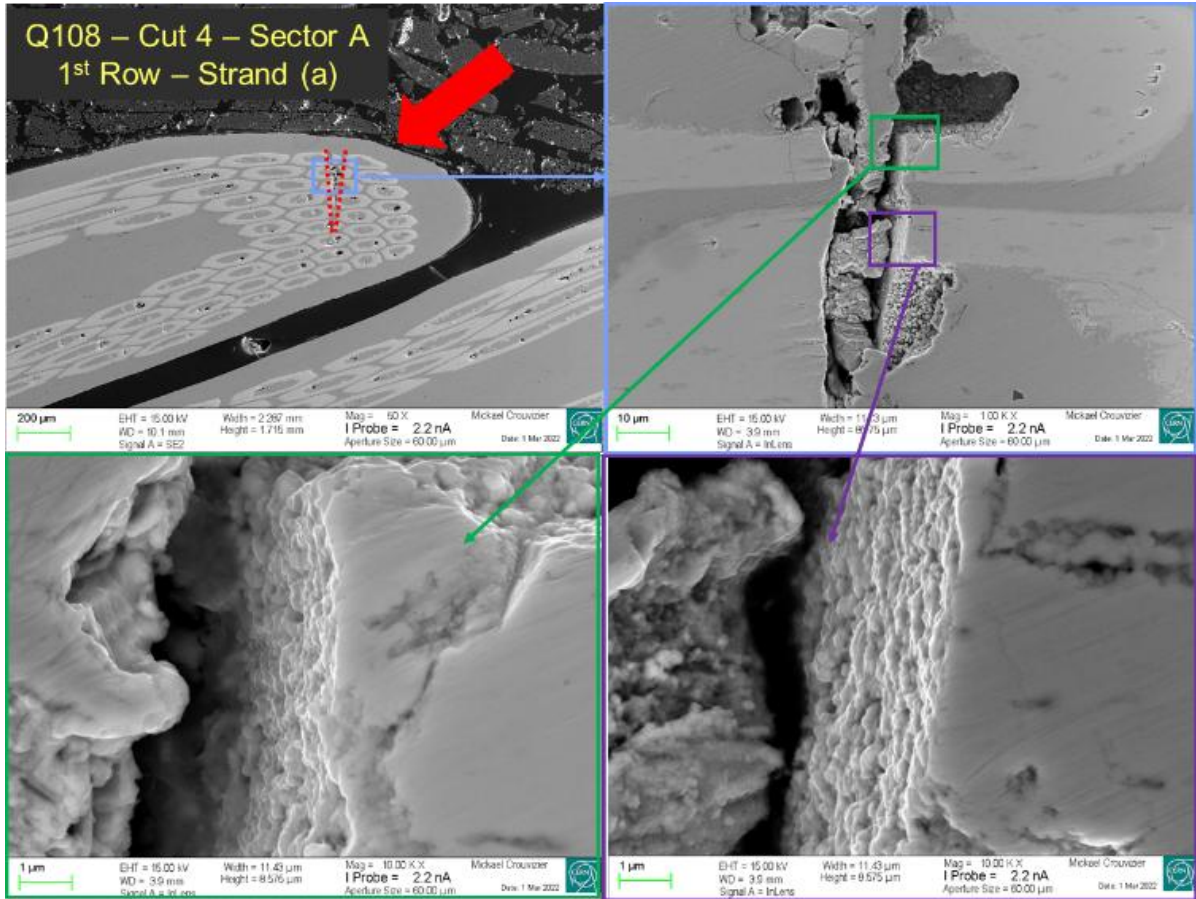 Q108 – Cut 4 – Sector A
1st Row – Strand (a)
200 µm
EHT = 15.00 kV
WD = 10.1 mm
Signal A = SE2
Width = 2.287 mm
Height = 1.715 mm
Mag = 50 X
I Probe = 2.2 nA
Aperture Size = 60.00 µm
Mickael Crouvizier
Date: 1 Mar 2022
CERN
10 µm
EHT = 15.00 kV
WD = 3.9 mm
Signal A = InLens
Mag = 1.00 K X
I Probe = 2.2 nA
Aperture Size = 60.00 µm
Mickael Crouvizier
Date: 1 Mar 2022
CERN
1 µm
EHT = 15.00 kV
WD = 3.9 mm
Signal A = InLens
Width = 11.43 µm
Height = 8.575 µm
Mag = 10.00 K X
I Probe = 2.2 nA
Aperture Size = 60.00 µm
Mickael Crouvizier
Date: 1 Mar 2022
CERN
1 µm
EHT = 15.00 kV
WD = 3.9 mm
Signal A = InLens
Width = 11.43 µm
Height = 8.575 µm
Mag = 10.00 K X
I Probe = 2.2 nA
Aperture Size = 60.00 µm
Mickael Crouvizier
Date: 1 Mar 2022
CERN